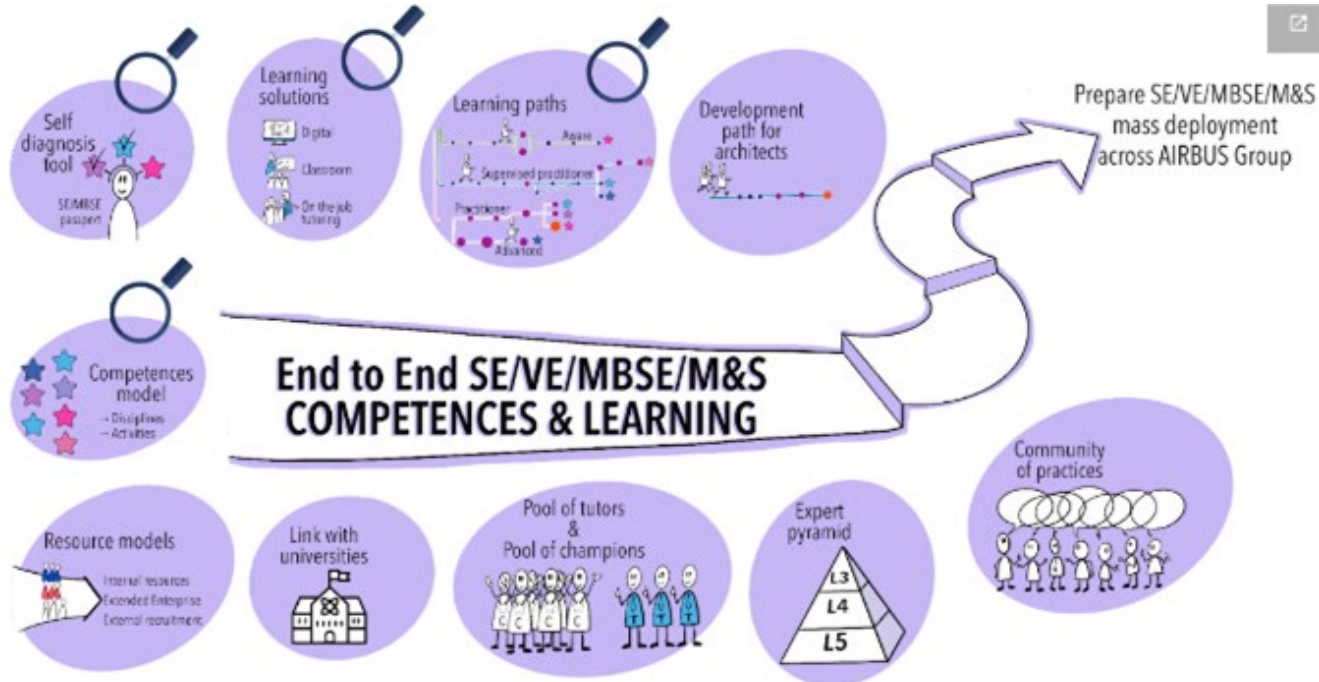 Self
diagnosis
tool
SE/MBSE
passport
Learning
solutions
Digital
Classroom
On the job
tutoring
Learning paths
Aware
Supervised practitioner
Practitioner
Advanced
Development
path for
architects
Prepare SE/VE/MBSE/M&S
mass deployment
across AIRBUS Group
Competences
model
→ Disciplines
→ Activities
End to End SE/VE/MBSE/M&S
COMPETENCES & LEARNING
Resource models
Internal resources
Extended Enterprise
External recruitment
Link with
universities
Pool of tutors
&
Pool of champions
C C C C
T T T
Expert
pyramid
L3
L4
L5
Community
of practices